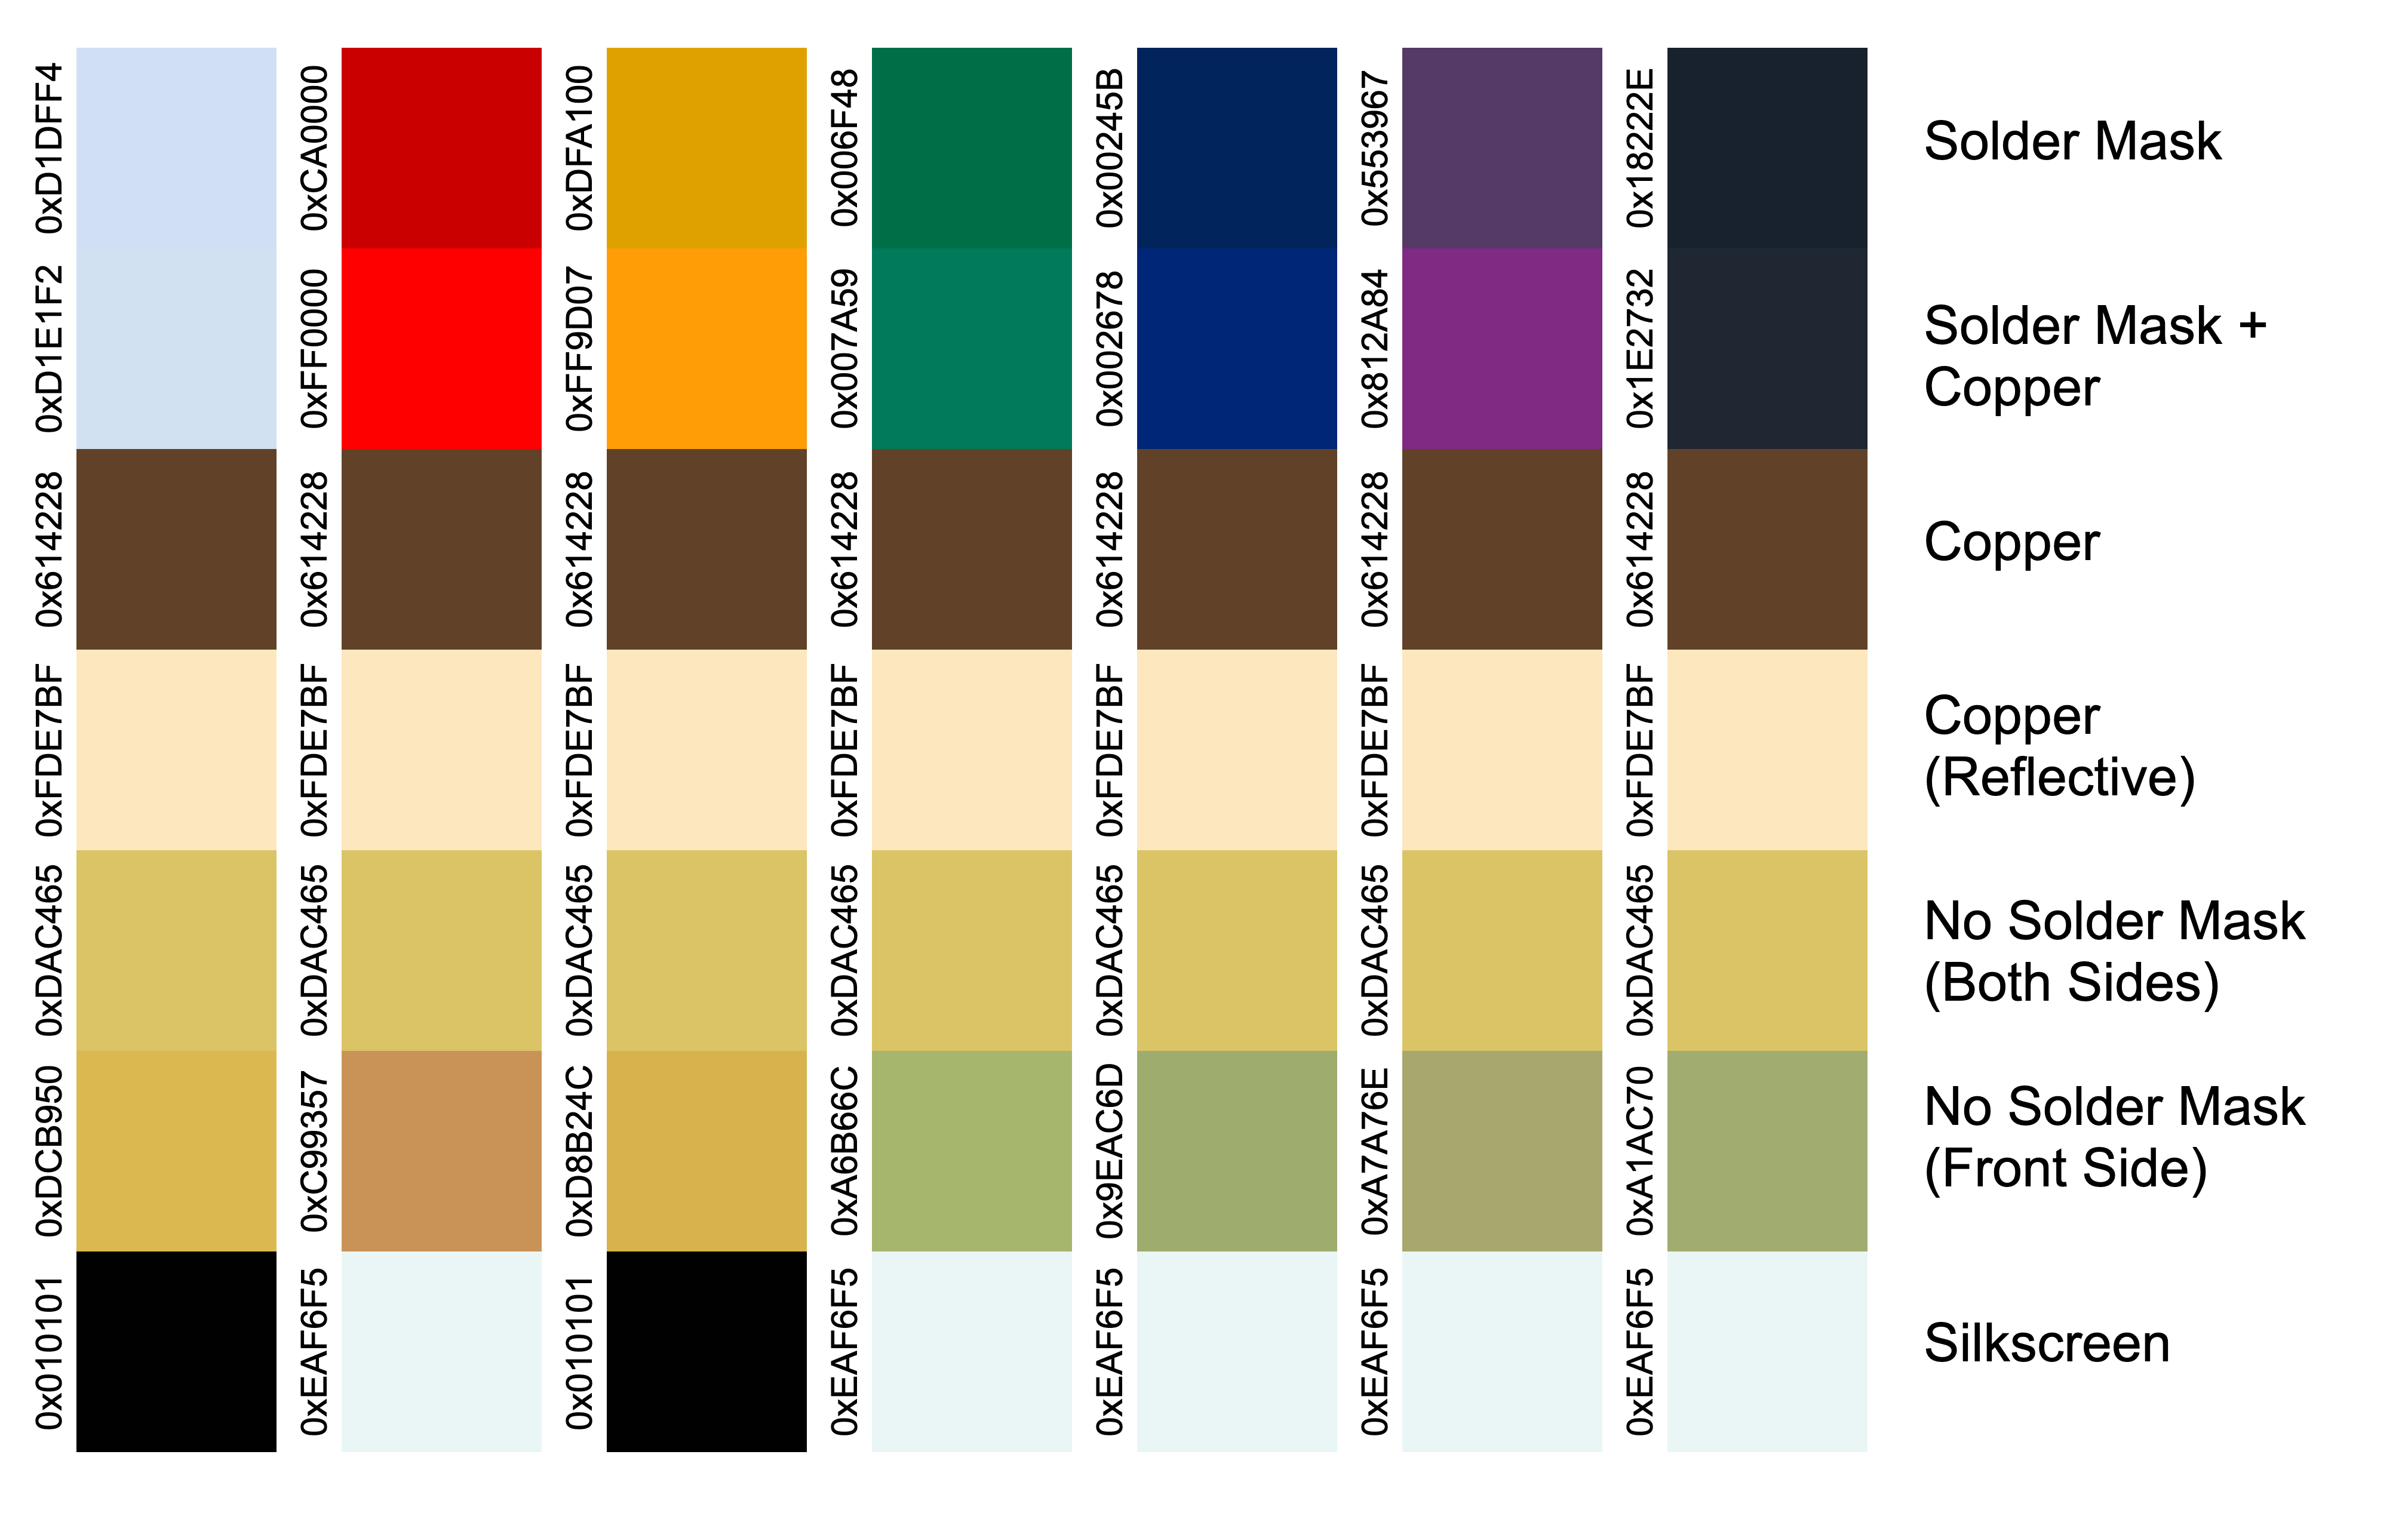 0xD1DFF4 0xCA0000 0xDFA100 0x006F48 0x00245B 0x553967 0x18222E Solder Mask
0xD1E1F2 0xFF0000 0xFF9D07 0x007A59 0x002678 0x812A84 0x1E2732 Solder Mask +
Copper
0x614228 0x614228 0x614228 0x614228 0x614228 0x614228 0x614228 Copper
0xFDE7BF 0xFDE7BF 0xFDE7BF 0xFDE7BF 0xFDE7BF 0xFDE7BF 0xFDE7BF Copper
(Reflective)
0xDAC465 0xDAC465 0xDAC465 0xDAC465 0xDAC465 0xDAC465 0xDAC465 No Solder Mask
(Both Sides)
0xDCB950 0xC99357 0xD8B24C 0xA6B66C 0x9EAC6D 0xA7A76E 0xA1AC70 No Solder Mask
(Front Side)
0x010101 0xEAF6F5 0x010101 0xEAF6F5 0xEAF6F5 0xEAF6F5 0xEAF6F5 Silkscreen